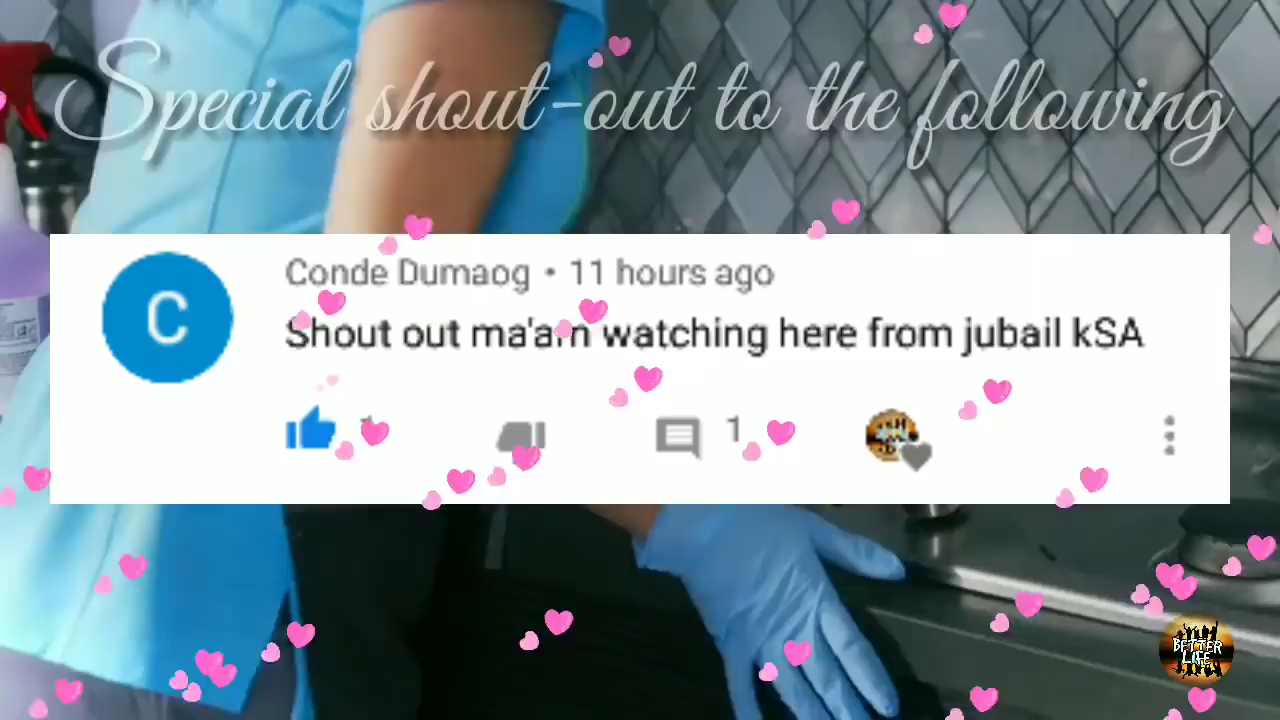 Special shout-out to the following
C
Conde Dumaog • 11 hours ago
Shout out ma'am watching here from jubail kSA
1
BETTER
LIFE